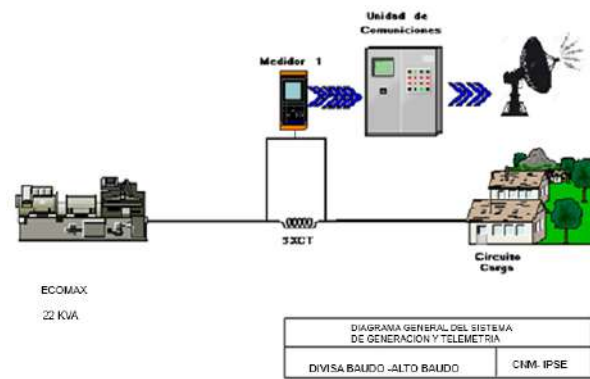 Unidad de
Comuniciones
Medidor 1
3XCT
Circuito
Carga
ECOMAX
22 KVA
DIAGRAMA GENERAL DEL SISTEMA
DE GENERACION Y TELEMETRIA
DIVISA BAUDO -ALTO BAUDO
CNM- IPSE